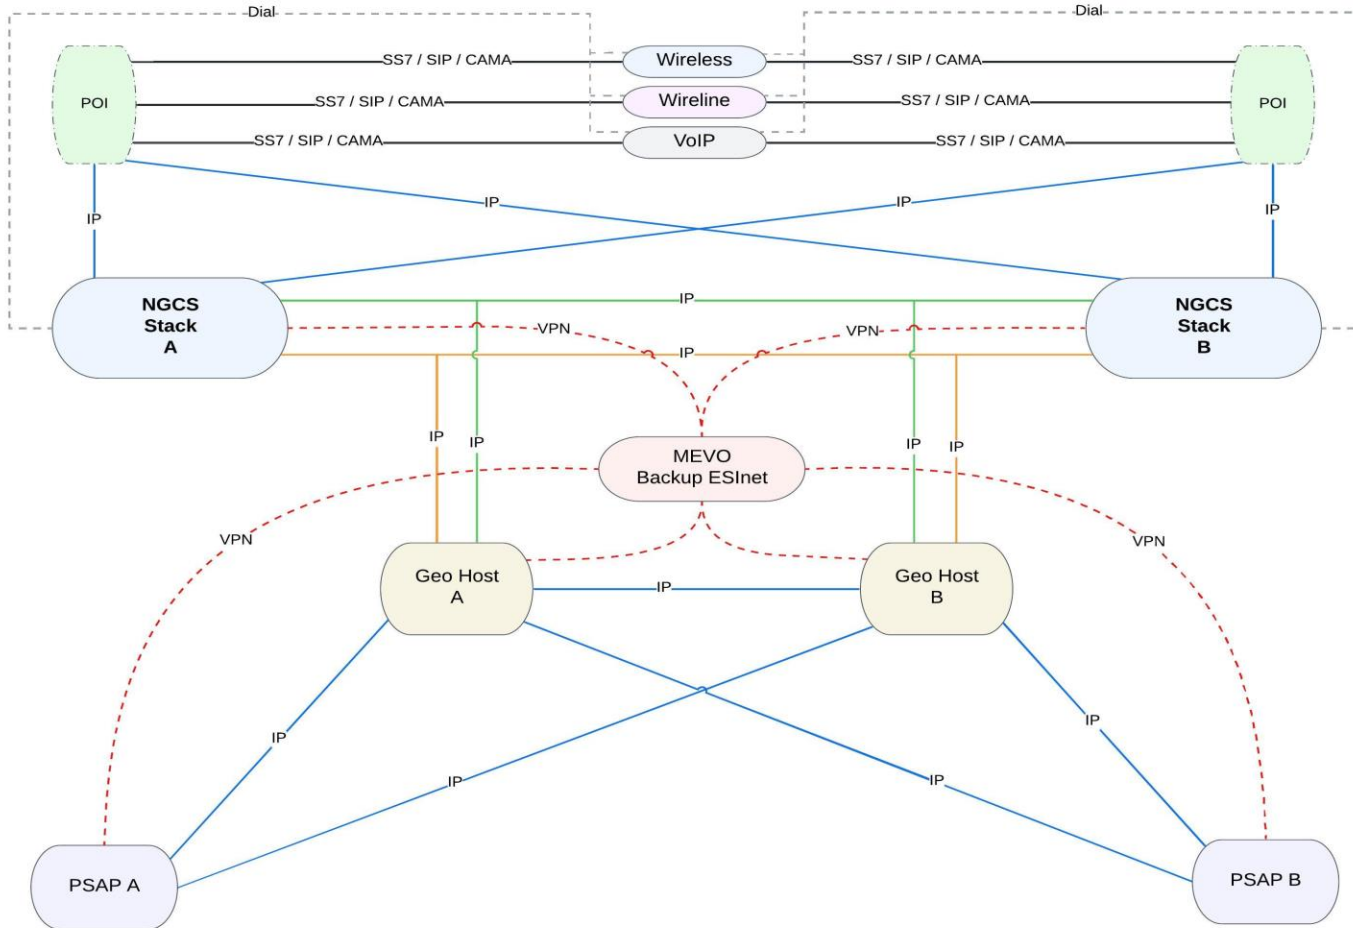 Dial
Dial
SS7 / SIP / CAMA
Wireless
SS7 / SIP / CAMA
POI
SS7 / SIP / CAMA
Wireline
SS7 / SIP / CAMA
POI
SS7 / SIP / CAMA
VoIP
SS7 / SIP / CAMA
IP
IP
IP
IP
NGCS
Stack
A
IP
NGCS
Stack
B
VPN
VPN
IP
IP
IP
IP
IP
MEVO
Backup ESInet
VPN
VPN
Geo Host
A
IP
Geo Host
B
IP
IP
IP
IP
PSAP A
PSAP B